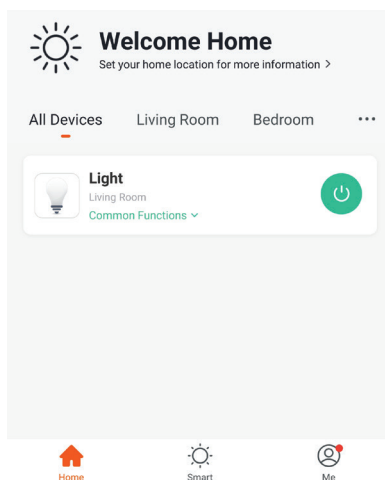 Welcome Home
Set your home location for more information >
All Devices Living Room Bedroom ...
Light
Living Room
Common Functions
Home Smart Me